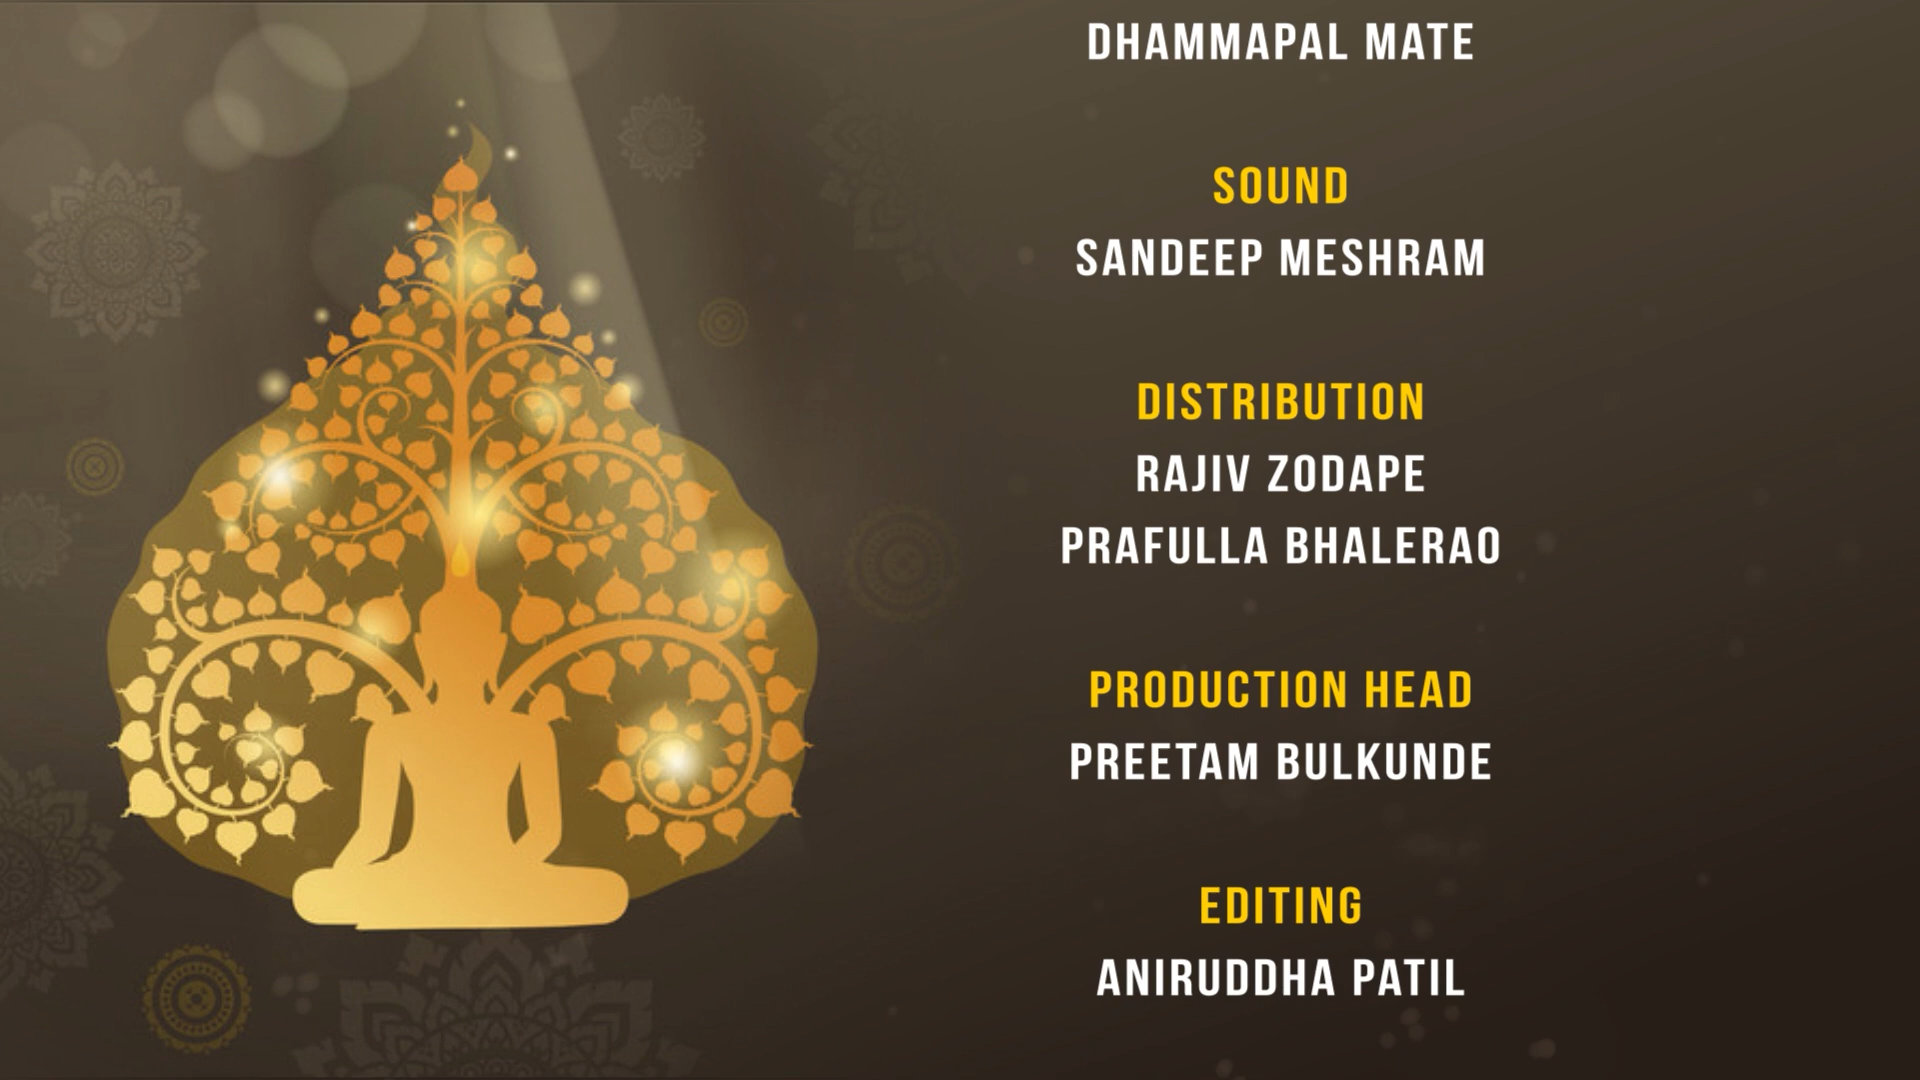 DHAMMAPAL MATE
SOUND
SANDEEP MESHRAM
DISTRIBUTION
RAJIV ZODAPE
PRAFULLA BHALERAO
PRODUCTION HEAD
PREETAM BULKUNDE
EDITING
ANIRUDDHA PATIL